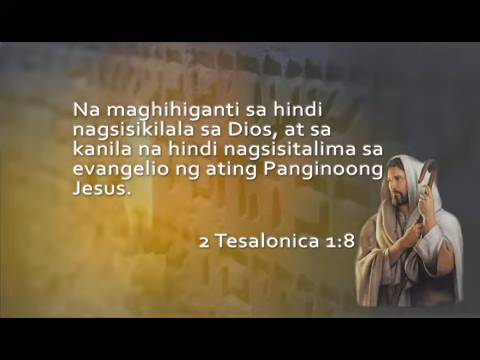 Na maghihiganti sa hindi
nagsisikilala sa Dios, at sa
kanila na hindi nagsisitalima sa
evangelio ng ating Panginoong
Jesus.
2 Tesalonica 1:8